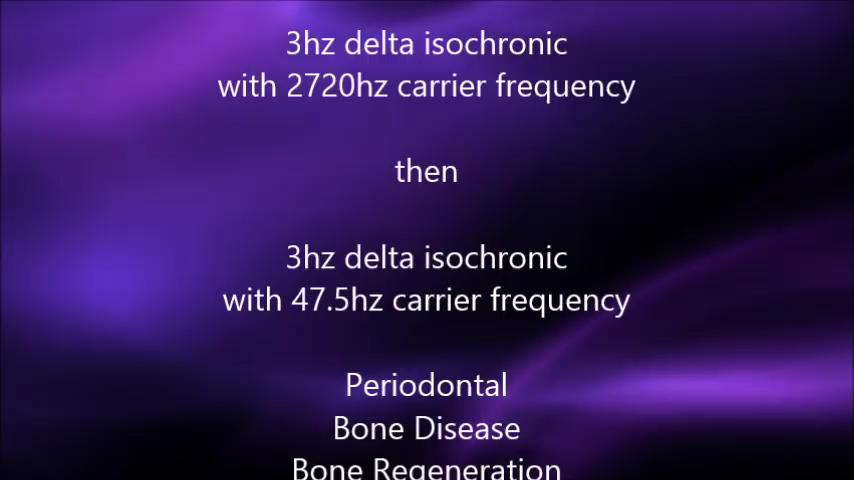 3hz delta isochronic
with 2720hz carrier frequency
then
3hz delta isochronic
with 47.5hz carrier frequency
Periodontal
Bone Disease
Bone Regeneration